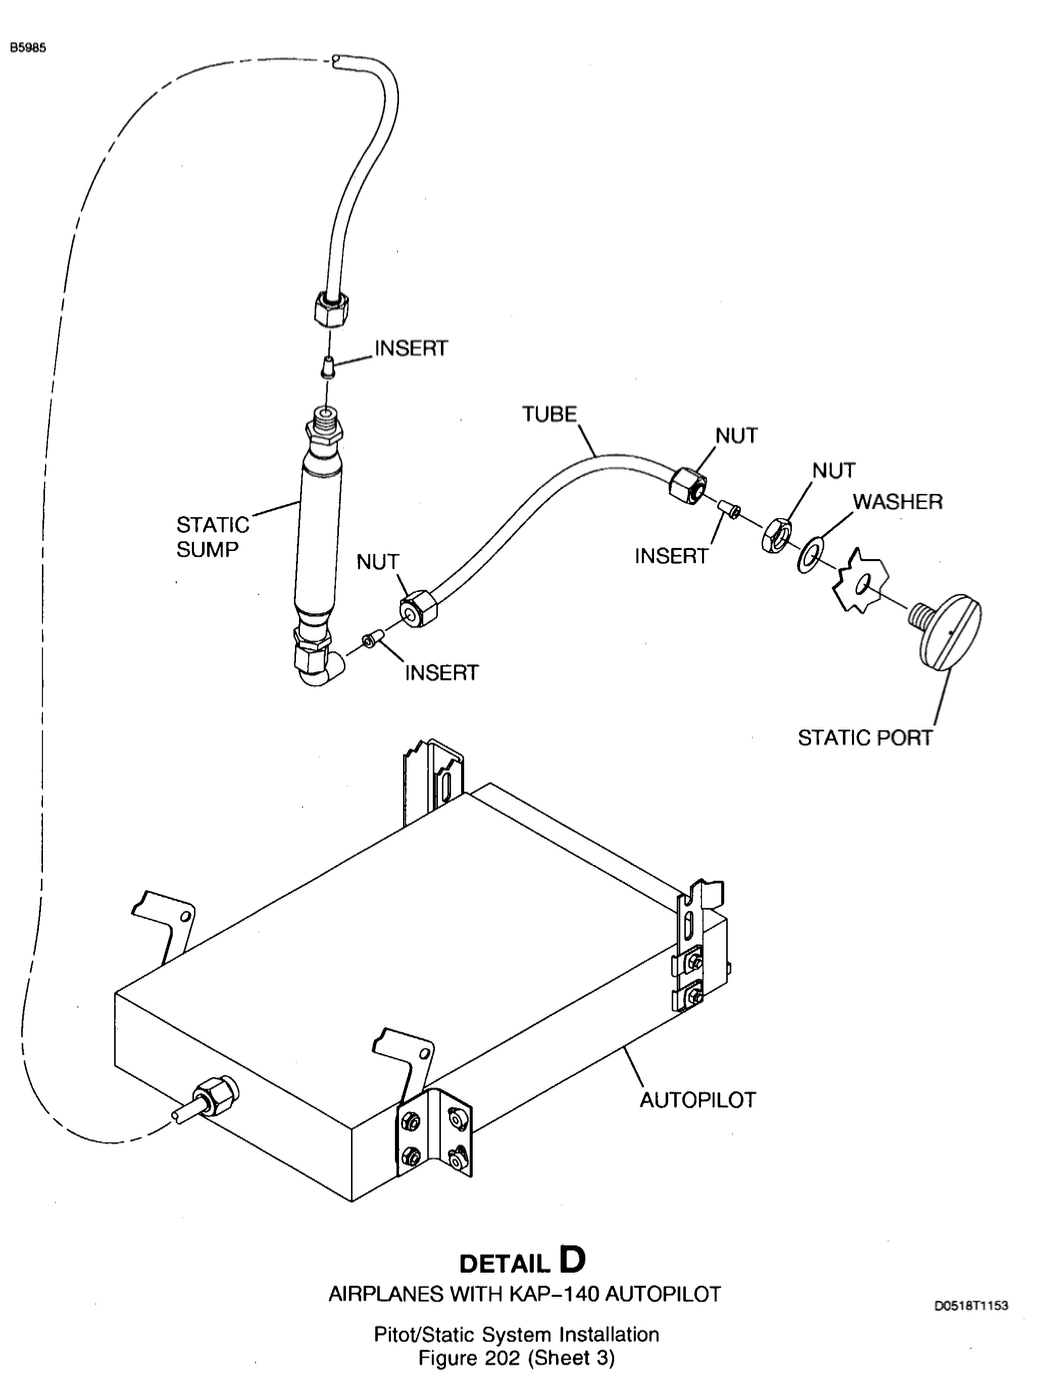 B5985
INSERT
TUBE
NUT
NUT
WASHER
STATIC
SUMP
INSERT
NUT
INSERT
STATIC PORT
AUTOPILOT
DETAIL D
AIRPLANES WITH KAP-140 AUTOPILOT
D0518T1153
Pitot/Static System Installation
Figure 202 (Sheet 3)